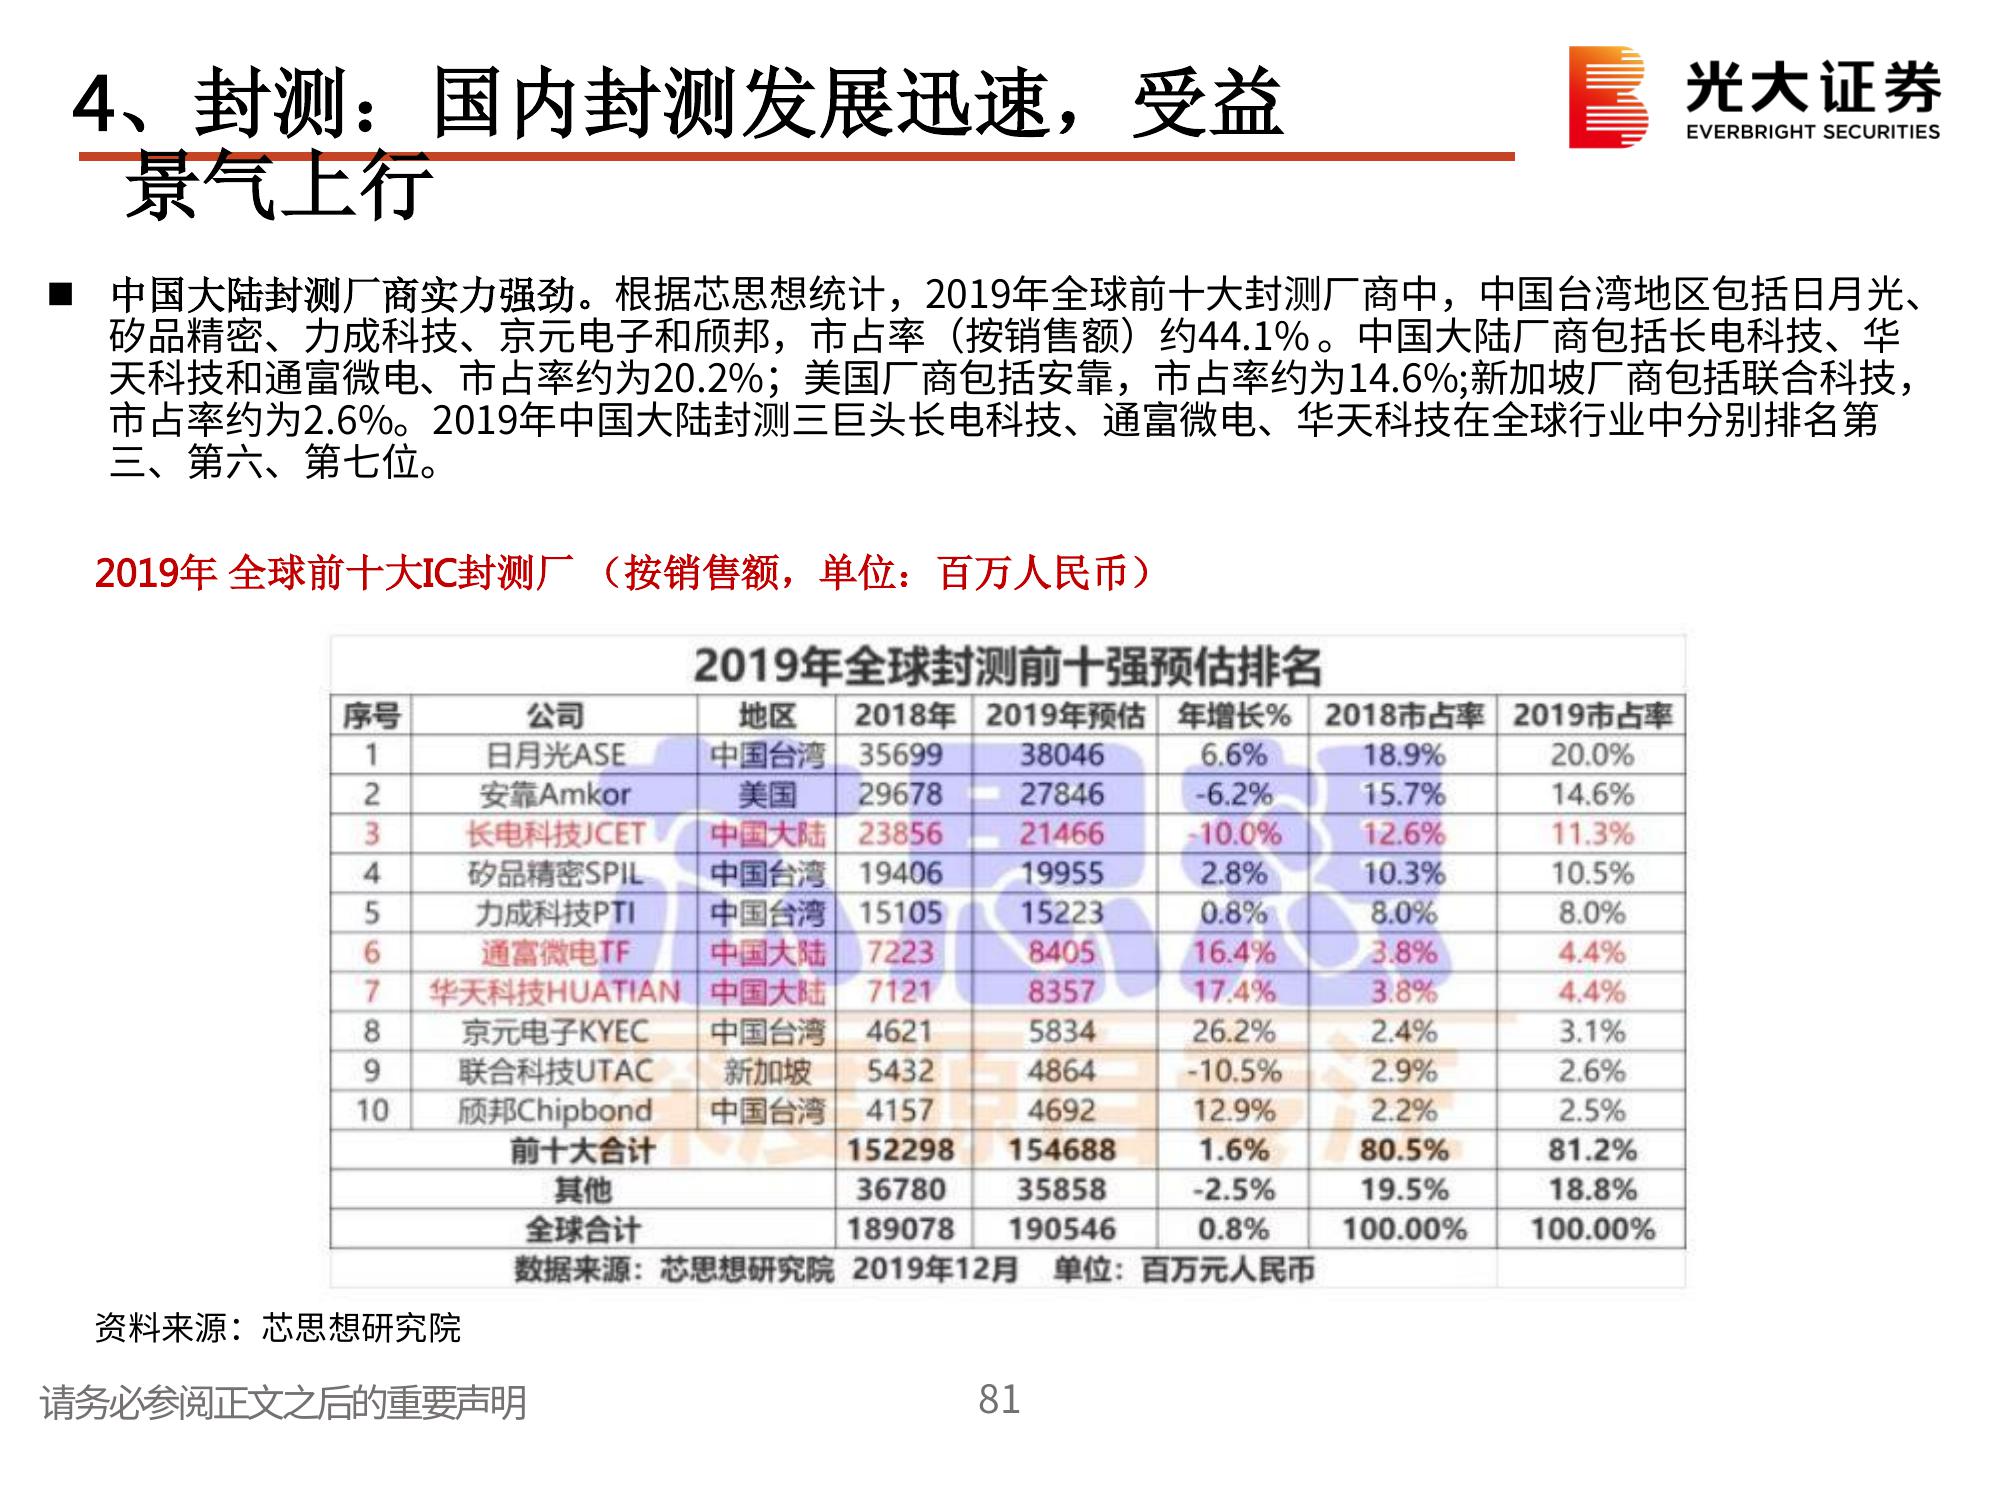 4、封测：国内封测发展迅速，受益
景气上行
光大证券
EVERBRIGHT SECURITIES
■ 中国大陆封测厂商实力强劲。根据芯思想统计，2019年全球前十大封测厂商中，中国台湾地区包括日月光、
矽品精密、力成科技、京元电子和颀邦，市占率（按销售额）约44.1% 。中国大陆厂商包括长电科技、华
天科技和通富微电、市占率约为20.2%；美国厂商包括安靠，市占率约为14.6%;新加坡厂商包括联合科技，
市占率约为2.6%。2019年中国大陆封测三巨头长电科技、通富微电、华天科技在全球行业中分别排名第
三、第六、第七位。
2019年 全球前十大IC封测厂 （按销售额，单位：百万人民币）
2019年全球封测前十强预估排名
序号 公司 地区 2018年 2019年预估 年增长% 2018市占率 2019市占率
1 日月光ASE 中国台湾 35699 38046 6.6% 18.9% 20.0%
2 安靠Amkor 美国 29678 27846 -6.2% 15.7% 14.6%
3 长电科技JCET 中国大陆 23856 21466 -10.0% 12.6% 11.3%
4 矽品精密SPIL 中国台湾 19406 19955 2.8% 10.3% 10.5%
5 力成科技PTI 中国台湾 15105 15223 0.8% 8.0% 8.0%
6 通富微电TF 中国大陆 7223 8405 16.4% 3.8% 4.4%
7 华天科技HUATIAN 中国大陆 7121 8357 17.4% 3.8% 4.4%
8 京元电子KYEC 中国台湾 4621 5834 26.2% 2.4% 3.1%
9 联合科技UTAC 新加坡 5432 4864 -10.5% 2.9% 2.6%
10 颀邦Chipbond 中国台湾 4157 4692 12.9% 2.2% 2.5%
前十大合计 152298 154688 1.6% 80.5% 81.2%
其他 36780 35858 -2.5% 19.5% 18.8%
全球合计 189078 190546 0.8% 100.00% 100.00%
数据来源：芯思想研究院 2019年12月 单位：百万元人民币
芯思想
深度源自专注
资料来源：芯思想研究院
请务必参阅正文之后的重要声明
81